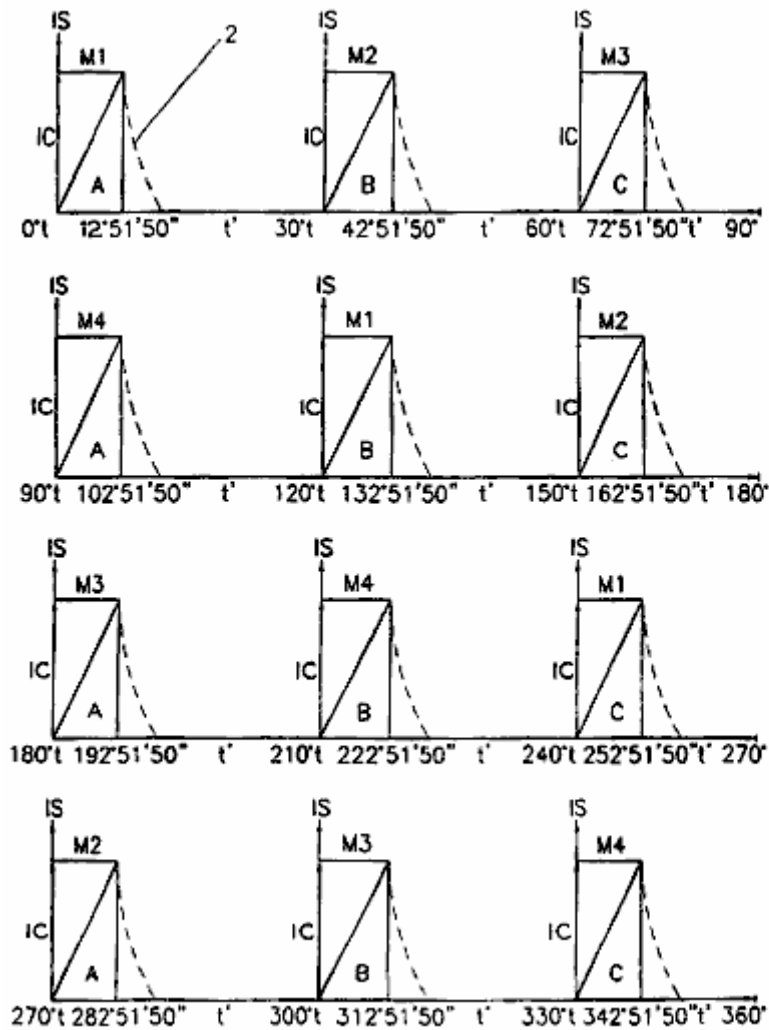 IS IS IS
2
M1 M2 M3
IC IC IC
A B C
0°t 12°51'50" t' 30°t 42°51'50" t' 60°t 72°51'50"t' 90°
IS IS IS
M4 M1 M2
IC IC IC
A B C
90°t 102°51'50" t' 120°t 132°51'50" t' 150°t 162°51'50"t' 180°
IS IS IS
M3 M4 M1
IC IC IC
A B C
180°t 192°51'50" t' 210°t 222°51'50" t' 240°t 252°51'50"t' 270°
IS IS IS
M2 M3 M4
IC IC IC
A B C
270°t 282°51'50" t' 300°t 312°51'50" t' 330°t 342°51'50"t' 360°